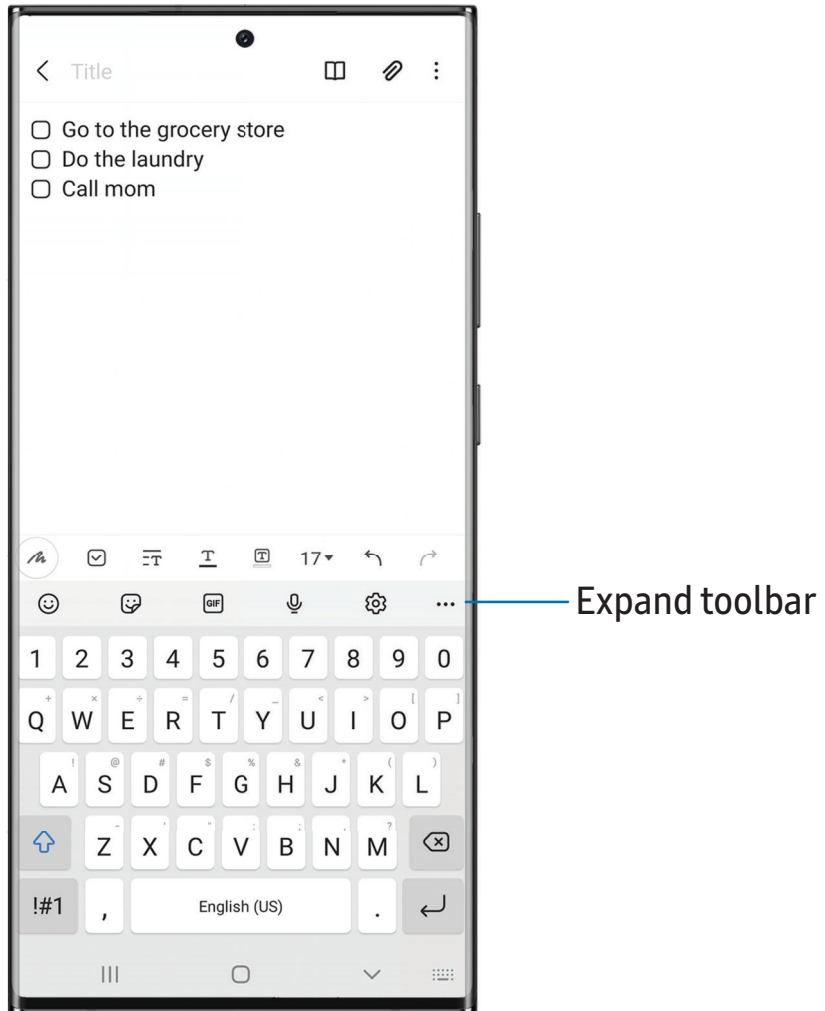 Title
Go to the grocery store
Do the laundry
Call mom
T T T 17
GIF
Expand toolbar
1 2 3 4 5 6 7 8 9 0
+ × ÷ = / _ < > [ ]
Q W E R T Y U I O P
! @ # $ % & * ( )
A S D F G H J K L
- ' " : ; , ?
Z X C V B N M
!#1 , English (US) .